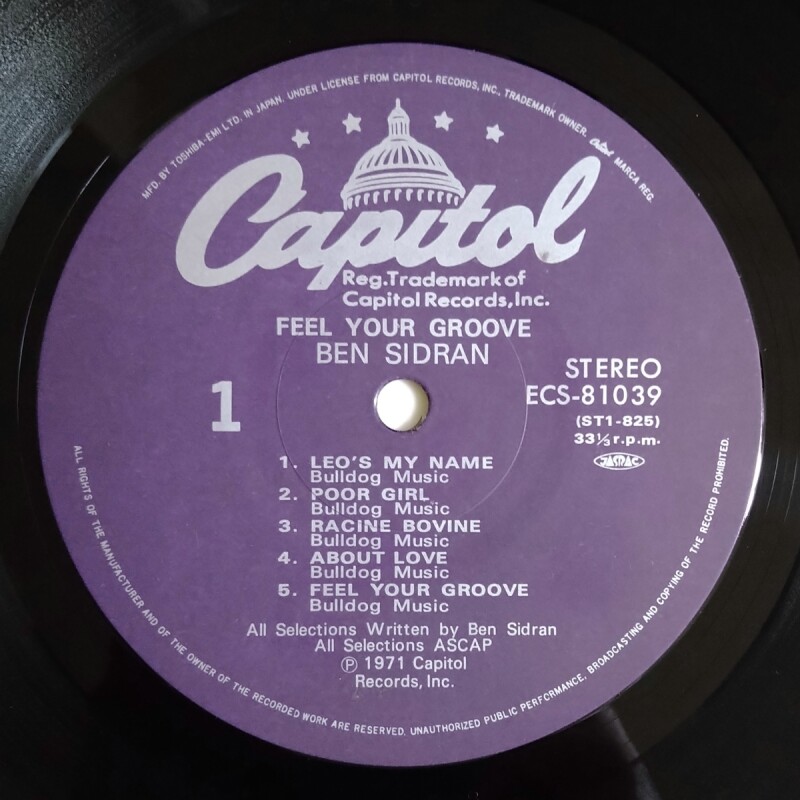 MFD. BY TOSHIBA-EMI LTD. IN JAPAN. UNDER LICENSE FROM CAPITOL RECORDS, INC., TRADEMARK OWNER. Capitol MARCA REG.
Capitol
Reg.Trademark of
Capitol Records,Inc.
FEEL YOUR GROOVE
BEN SIDRAN
1
STEREO
ECS-81039
(ST1-825)
33⅓ r.p.m.
JASRAC
1. LEO'S MY NAME
Bulldog Music
2. POOR GIRL
Bulldog Music
3. RACINE BOVINE
Bulldog Music
4. ABOUT LOVE
Bulldog Music
5. FEEL YOUR GROOVE
Bulldog Music
All Selections Written by Ben Sidran
All Selections ASCAP
Ⓟ 1971 Capitol
Records, Inc.
ALL RIGHTS OF THE MANUFACTURER AND OF THE OWNER OF THE RECORDED WORK ARE RESERVED. UNAUTHORIZED PUBLIC PERFORMANCE, BROADCASTING AND COPYING OF THE RECORD PROHIBITED.